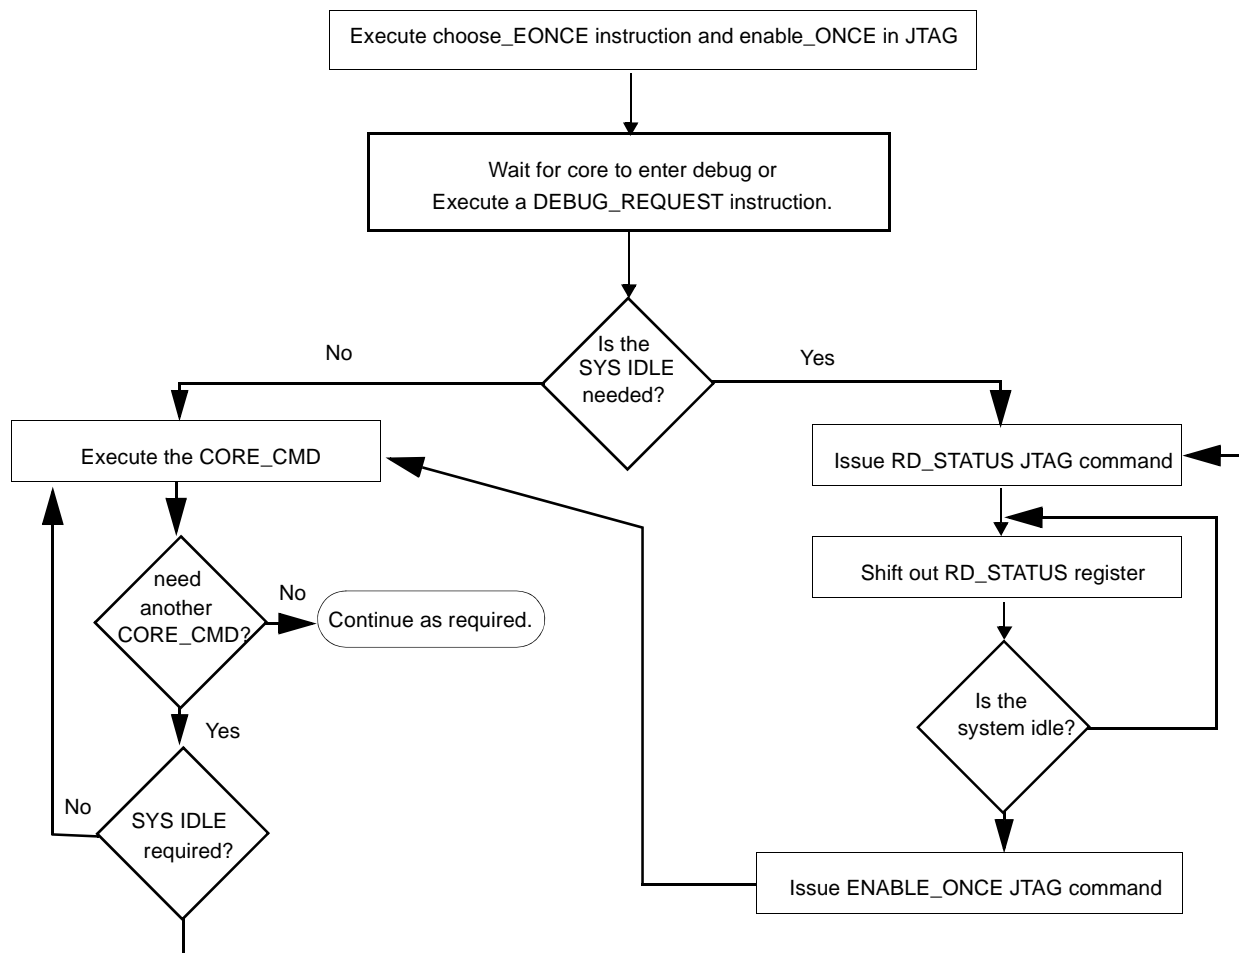 Execute choose_EONCE instruction and enable_ONCE in JTAG
Wait for core to enter debug or
Execute a DEBUG_REQUEST instruction.
Is the
SYS IDLE
needed?
No
Yes
Execute the CORE_CMD
Issue RD_STATUS JTAG command
Shift out RD_STATUS register
need
another
CORE_CMD?
No
Continue as required.
Yes
Is the
system idle?
No
SYS IDLE
required?
Issue ENABLE_ONCE JTAG command